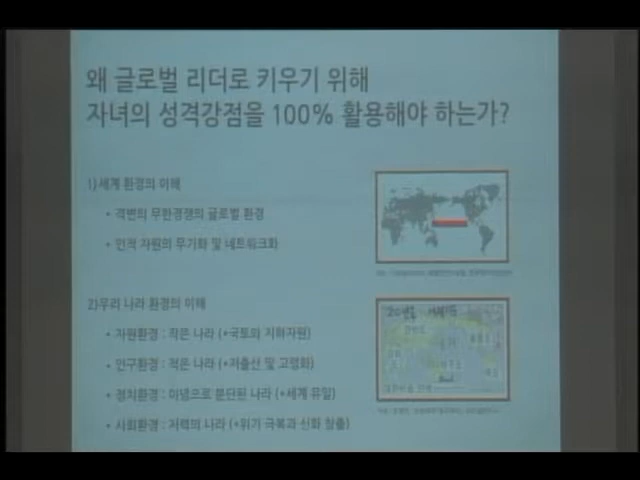 왜 글로벌 리더로 키우기 위해
자녀의 성격강점을 100% 활용해야 하는가?
1)세계 환경의 이해
• 격변의 무한경쟁의 글로벌 환경
• 인적 자원의 무기화 및 네트워크화
2)우리 나라 환경의 이해
• 자원환경 : 작은 나라 (+국토와 지하자원)
• 인구환경 : 적은 나라 (+저출산 및 고령화)
• 정치환경 : 이념으로 분단된 나라 (+세계 유일)
• 사회환경 : 저력의 나라 (+위기 극복과 신화 창출)